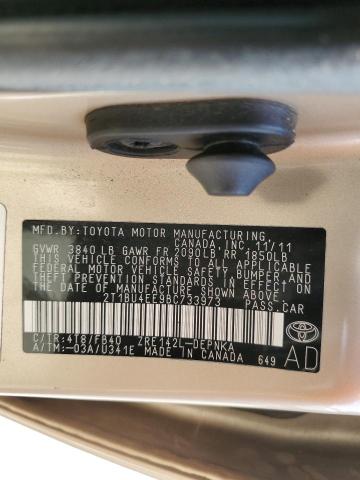 MFD.BY:TOYOTA MOTOR MANUFACTURING
CANADA, INC. 11/11
GVWR 3840 LB GAWR FR 2090LB RR 1850LB
THIS VEHICLE CONFORMS TO ALL APPLICABLE
FEDERAL MOTOR VEHICLE SAFETY, BUMPER, AND
THEFT PREVENTION STANDARDS IN EFFECT ON
THE DATE OF MANUFACTURE SHOWN ABOVE.
2T1BU4EE9BC733973 PASS.CAR
C/TR:4T8/FB40 ZRE142L-DEPNKA
A/TM:-03A/U341E MADE IN CANADA 649
AD